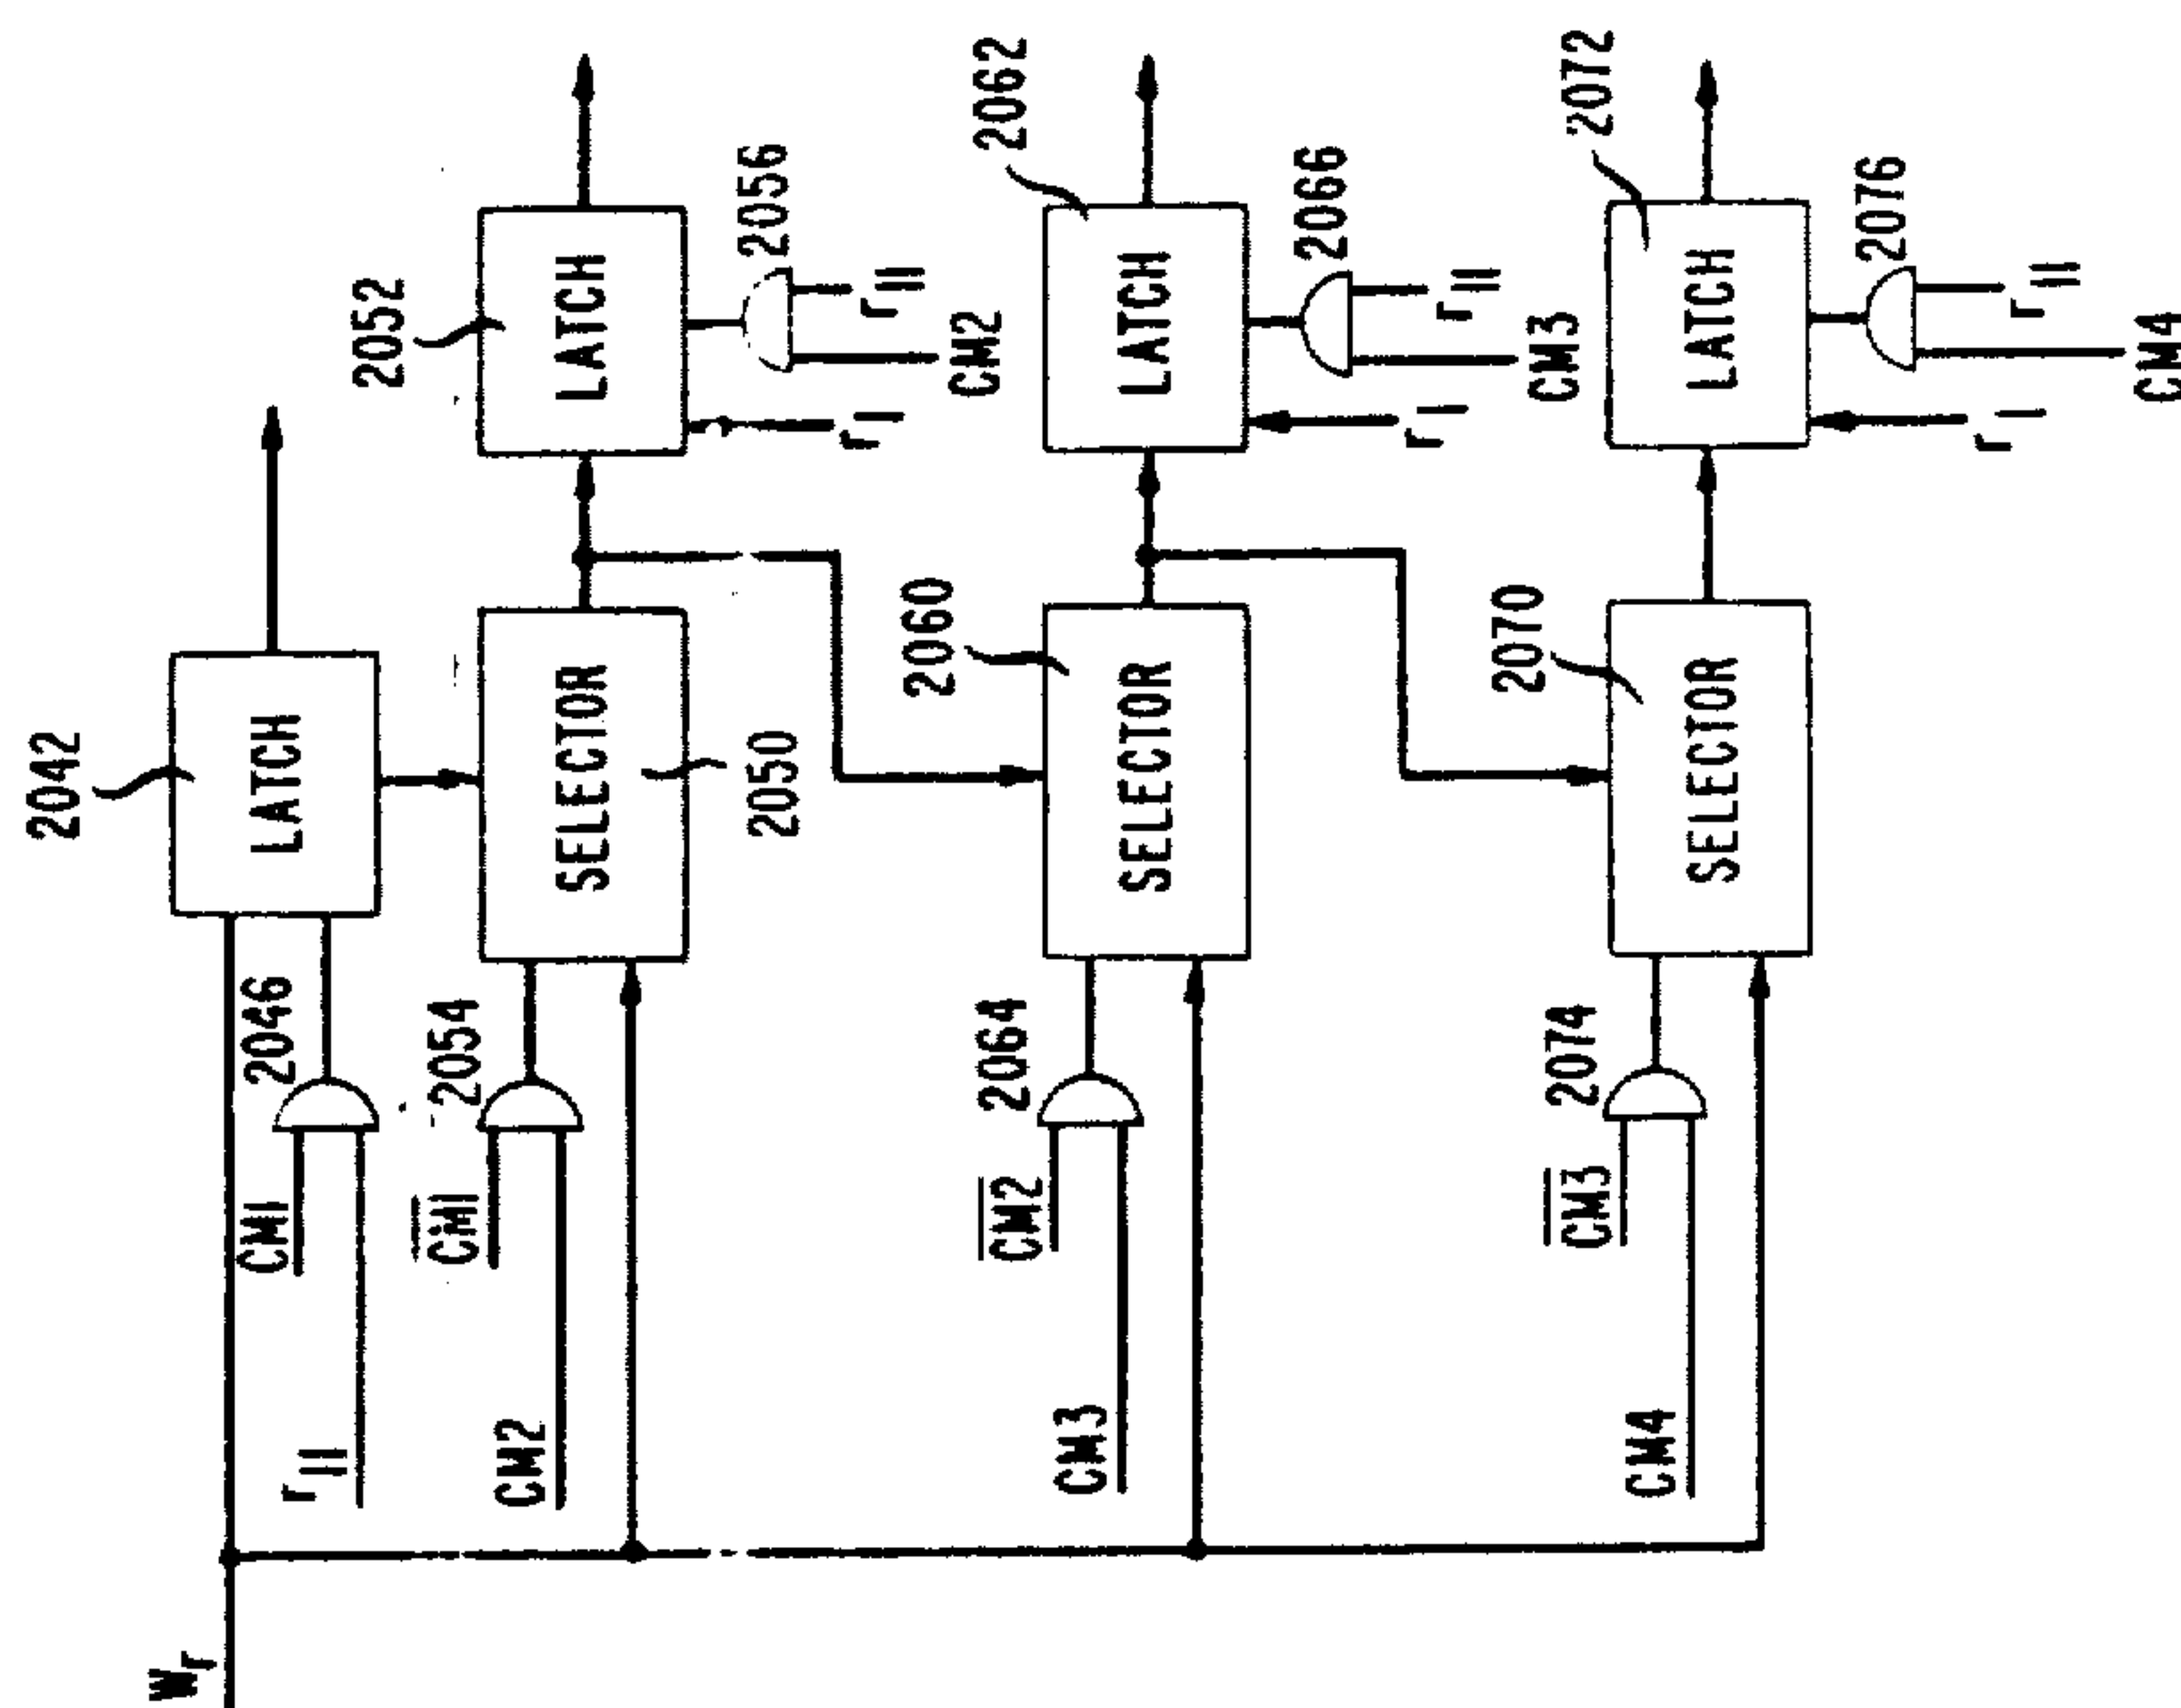 Wr
2042
LATCH
2046
CM1
r11
2052
LATCH
2056
r11
CM2
r1
SELECTOR
2050
2054
CM1
CM2
2062
LATCH
2066
r11
CM3
r1
2060
SELECTOR
2064
CM2
CM3
2072
LATCH
2076
r11
CM4
r1
2070
SELECTOR
2074
CM3
CM4